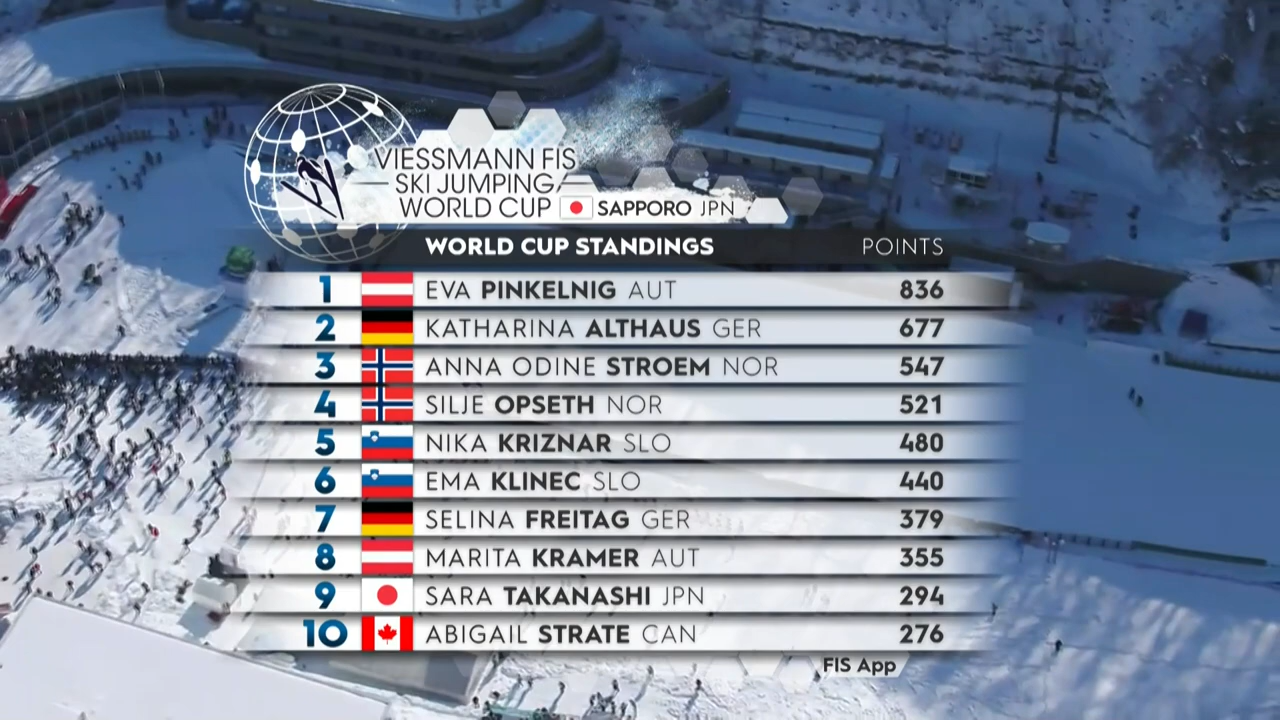 VIESSMANN FIS
SKI JUMPING
WORLD CUP SAPPORO JPN
WORLD CUP STANDINGS POINTS
1 EVA PINKELNIG AUT 836
2 KATHARINA ALTHAUS GER 677
3 ANNA ODINE STROEM NOR 547
4 SILJE OPSETH NOR 521
5 NIKA KRIZNAR SLO 480
6 EMA KLINEC SLO 440
7 SELINA FREITAG GER 379
8 MARITA KRAMER AUT 355
9 SARA TAKANASHI JPN 294
10 ABIGAIL STRATE CAN 276
FIS App